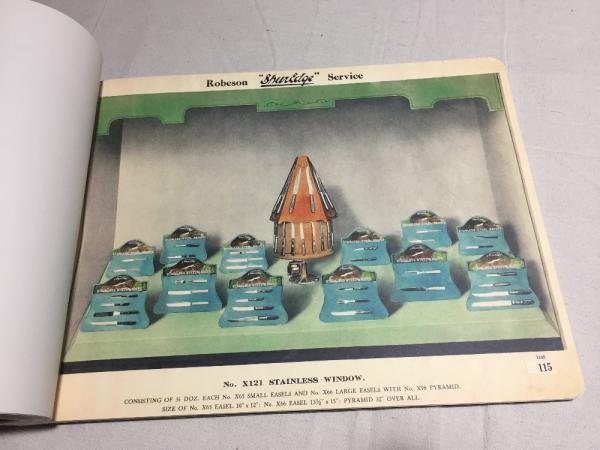 Robeson "ShurEdge" Service
No. X121 STAINLESS WINDOW.
CONSISTING OF ½ DOZ. EACH No. X65 SMALL EASELS AND No. X66 LARGE EASELS WITH No. X98 PYRAMID.
SIZE OF No. X65 EASEL 10" x 12": No. X66 EASEL 13½" x 15": PYRAMID 32" OVER ALL.
115